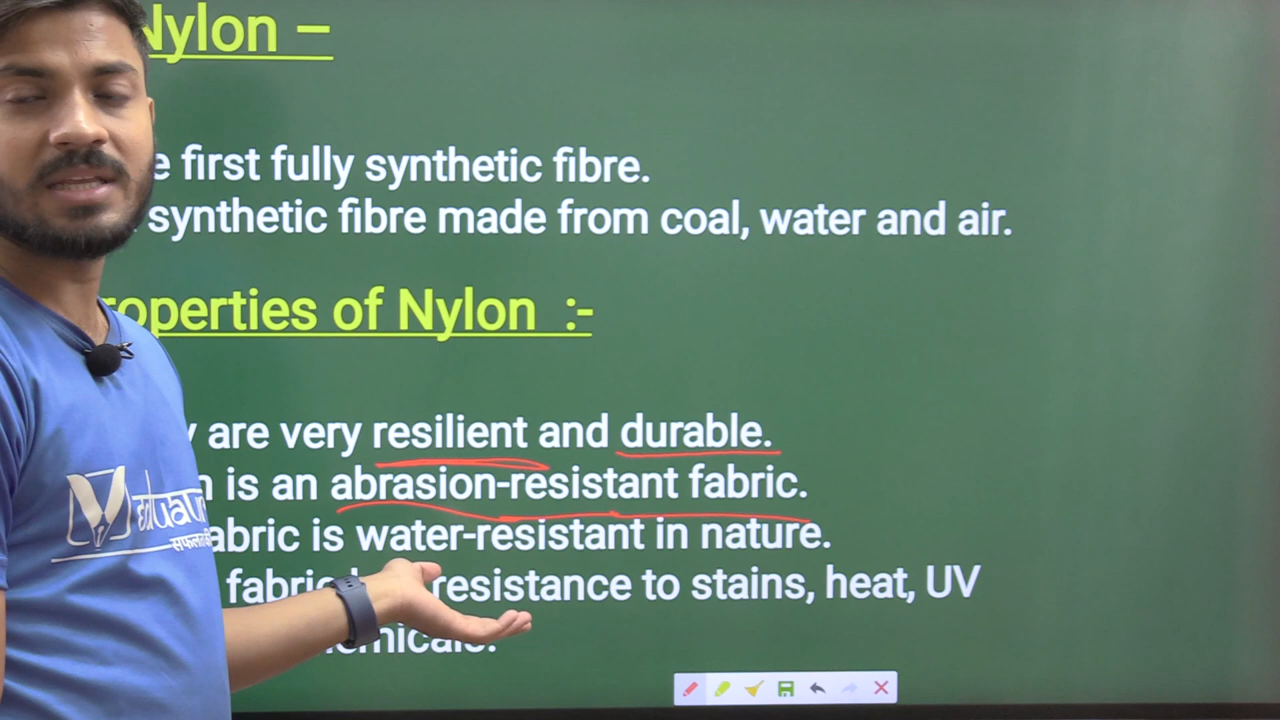 Nylon –
first fully synthetic fibre.
synthetic fibre made from coal, water and air.
roperties of Nylon :-
are very resilient and durable.
is an abrasion-resistant fabric.
abric is water-resistant in nature.
fabric resistance to stains, heat, UV